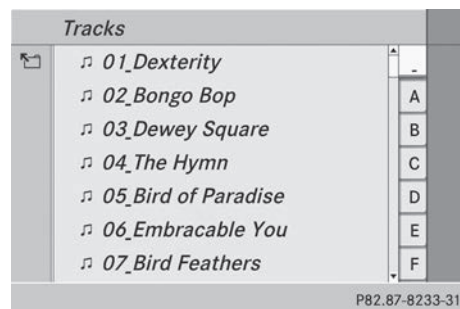 Tracks
♫ 01_Dexterity
♫ 02_Bongo Bop
♫ 03_Dewey Square
♫ 04_The Hymn
♫ 05_Bird of Paradise
♫ 06_Embracable You
♫ 07_Bird Feathers
_
A
B
C
D
E
F
P82.87-8233-31